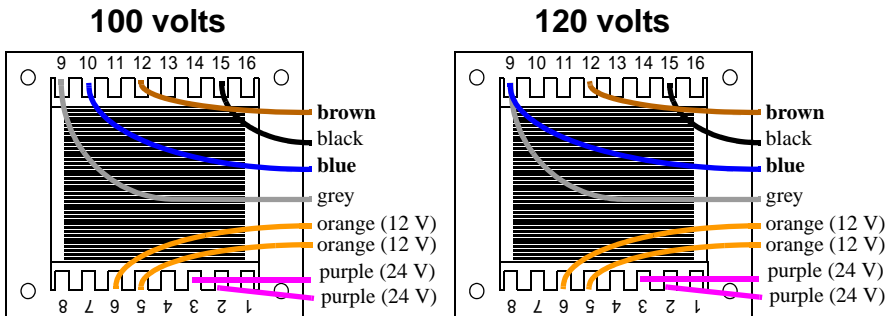 100 volts
9 10 11 12 13 14 15 16
brown
black
blue
grey
orange (12 V)
orange (12 V)
purple (24 V)
purple (24 V)
8 7 6 5 4 3 2 1
120 volts
9 10 11 12 13 14 15 16
brown
black
blue
grey
orange (12 V)
orange (12 V)
purple (24 V)
purple (24 V)
8 7 6 5 4 3 2 1